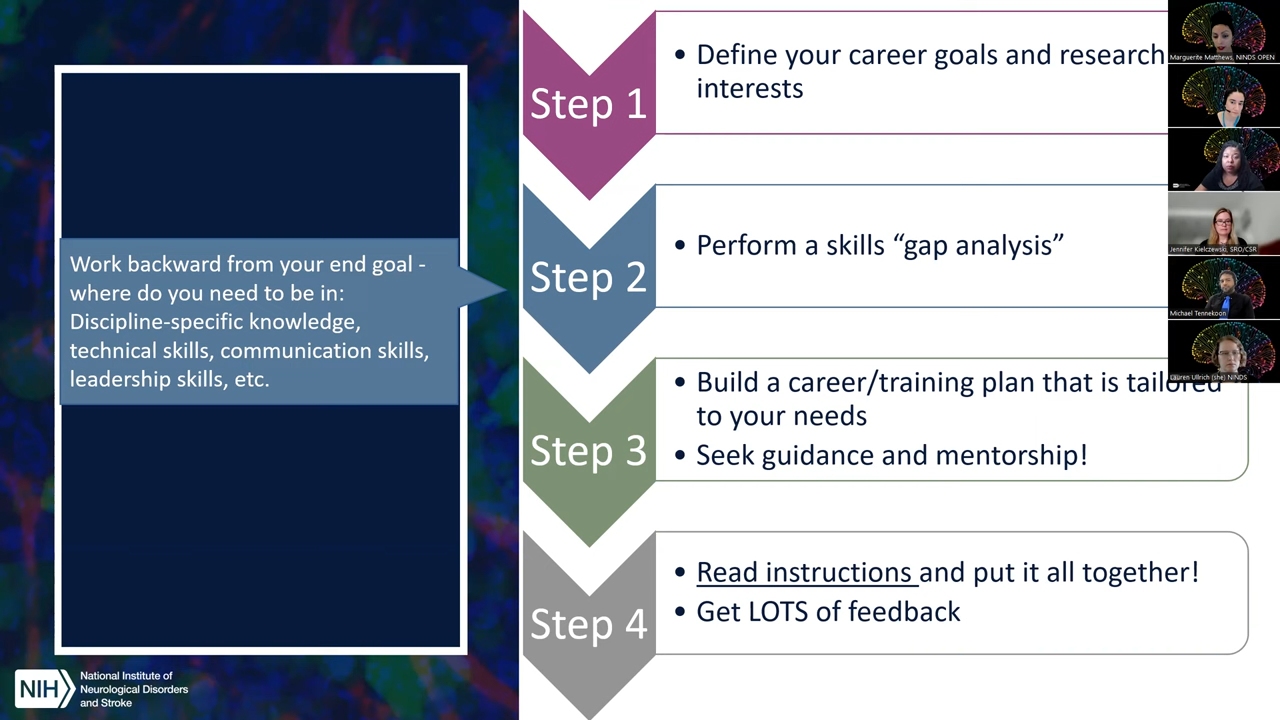 Work backward from your end goal -
where do you need to be in:
Discipline-specific knowledge,
technical skills, communication skills,
leadership skills, etc.
Step 1
• Define your career goals and research
interests
Step 2
• Perform a skills “gap analysis”
Step 3
• Build a career/training plan that is tailored
to your needs
• Seek guidance and mentorship!
Step 4
• Read instructions and put it all together!
• Get LOTS of feedback
NIH
National Institute of
Neurological Disorders
and Stroke
Marguerite Matthews, NINDS OPEN
Jennifer Kielczewski, SRO/CSR
Michael Tennekoon
Lauren Ullrich (she) NINDS